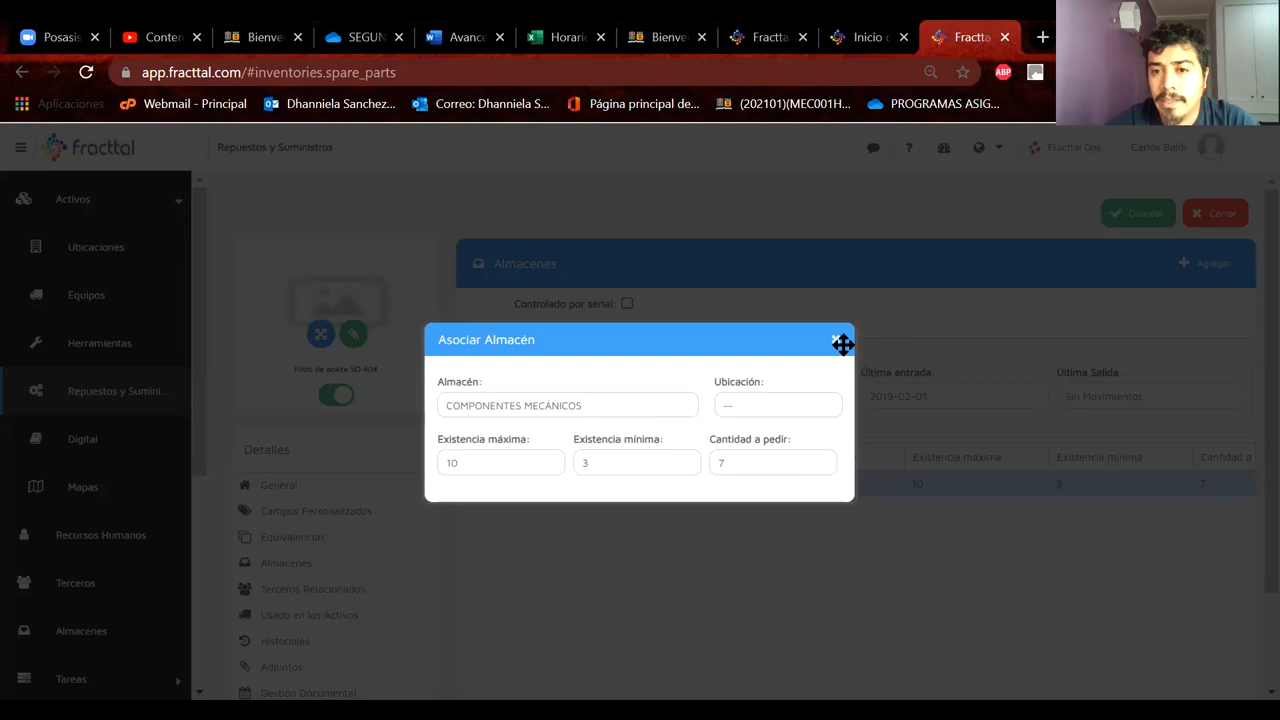 Posasis
Conten
Bienve
SEGUN
Avance
Horario
Bienve
Fractta
Inicio c
Fractta
app.fracttal.com/#inventories.spare_parts
ABP
Aplicaciones
Webmail - Principal
Dhanniela Sanchez...
Correo: Dhanniela S...
Página principal de...
(202101)(MEC001H...
PROGRAMAS ASIG...
fracttal
Repuestos y Suministros
?
Fracttal One
Carlos Baldi
Activos
Ubicaciones
Equipos
Herramientas
Repuestos y Sumini...
Digital
Mapas
Recursos Humanos
Terceros
Almacenes
Tareas
Guardar
Cerrar
Filtro de aceite SO 404
Detalles
General
Campos Personalizados
Equivalencias
Almacenes
Terceros Relacionados
Usado en los Activos
Historiales
Adjuntos
Gestión Documental
Almacenes
Agregar
Controlado por serial:
Última entrada:
Última Salida:
2019-02-01
Sin Movimientos
Existencia máxima
Existencia mínima
Cantidad a
10
3
7
Asociar Almacén
Almacén:
Ubicación:
COMPONENTES MECÁNICOS
--
Existencia máxima:
Existencia mínima:
Cantidad a pedir:
10
3
7